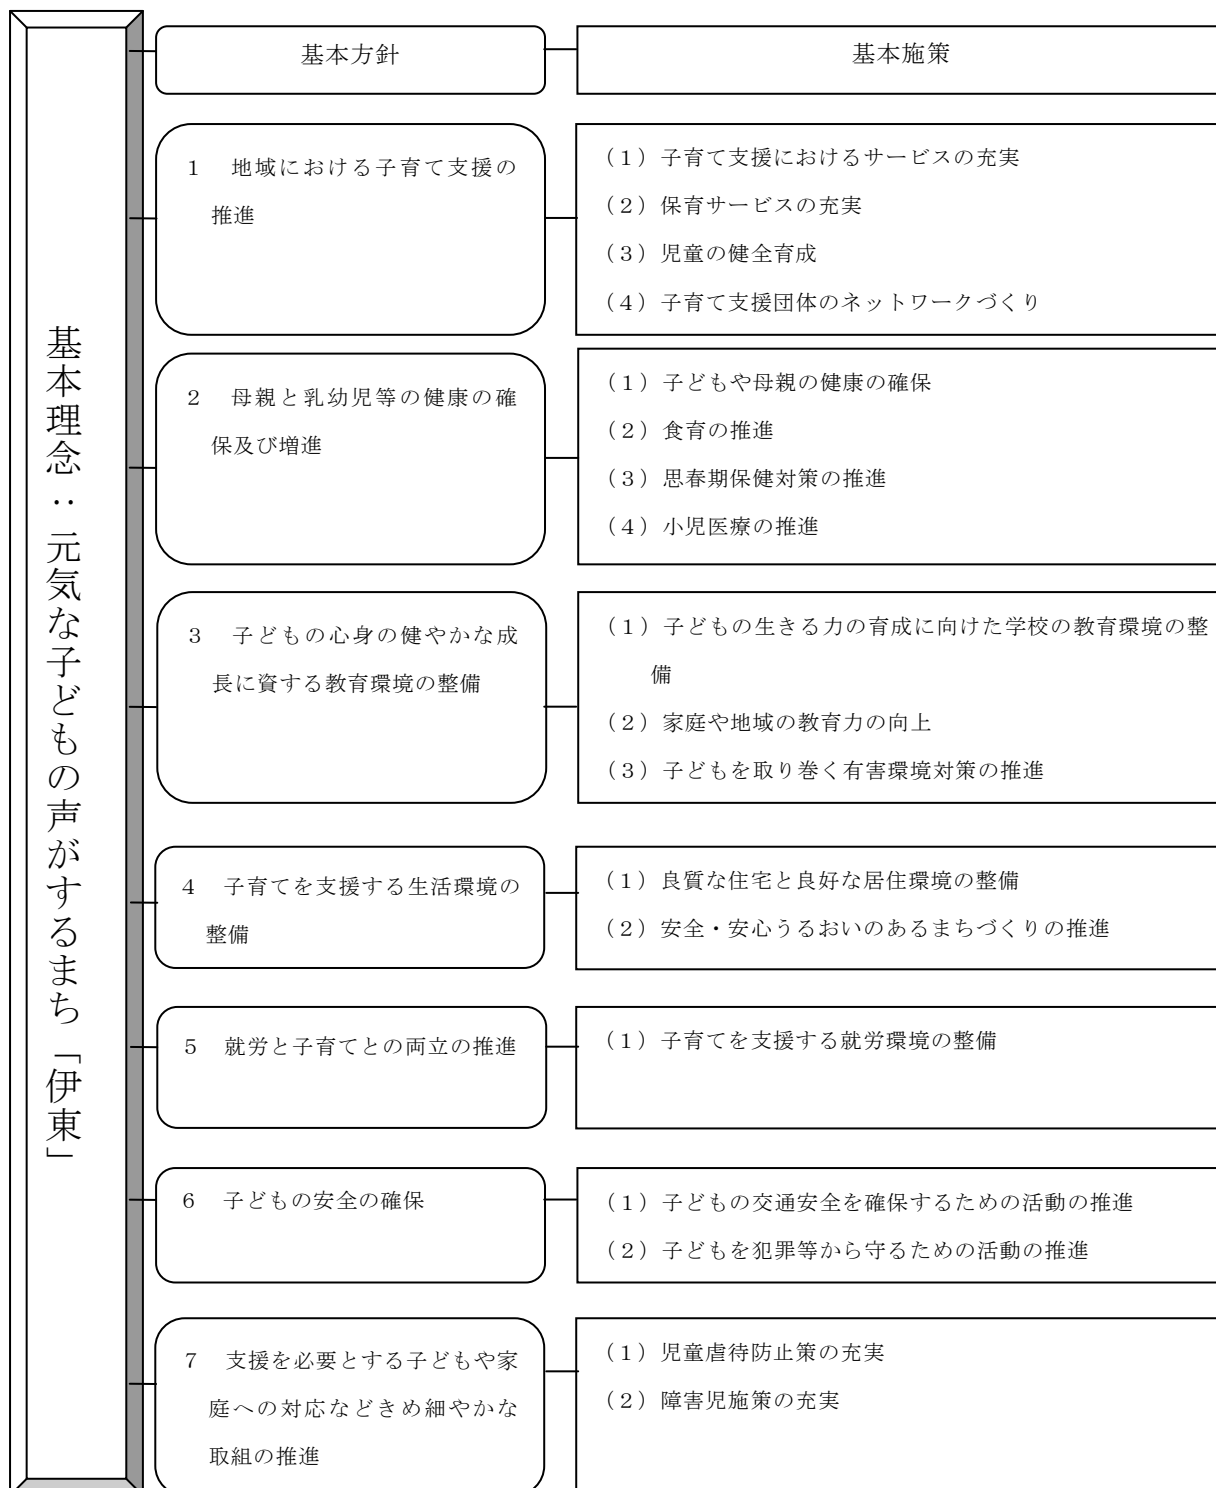 基本理念：元気な子どもの声がするまち「伊東」
基本方針
基本施策
１　地域における子育て支援の
推進
（１）子育て支援におけるサービスの充実
（２）保育サービスの充実
（３）児童の健全育成
（４）子育て支援団体のネットワークづくり
２　母親と乳幼児等の健康の確
保及び増進
（１）子どもや母親の健康の確保
（２）食育の推進
（３）思春期保健対策の推進
（４）小児医療の推進
３　子どもの心身の健やかな成
長に資する教育環境の整備
（１）子どもの生きる力の育成に向けた学校の教育環境の整
備
（２）家庭や地域の教育力の向上
（３）子どもを取り巻く有害環境対策の推進
４　子育てを支援する生活環境の
整備
（１）良質な住宅と良好な居住環境の整備
（２）安全・安心うるおいのあるまちづくりの推進
５　就労と子育てとの両立の推進
（１）子育てを支援する就労環境の整備
６　子どもの安全の確保
（１）子どもの交通安全を確保するための活動の推進
（２）子どもを犯罪等から守るための活動の推進
７　支援を必要とする子どもや家
庭への対応などきめ細やかな
取組の推進
（１）児童虐待防止策の充実
（２）障害児施策の充実